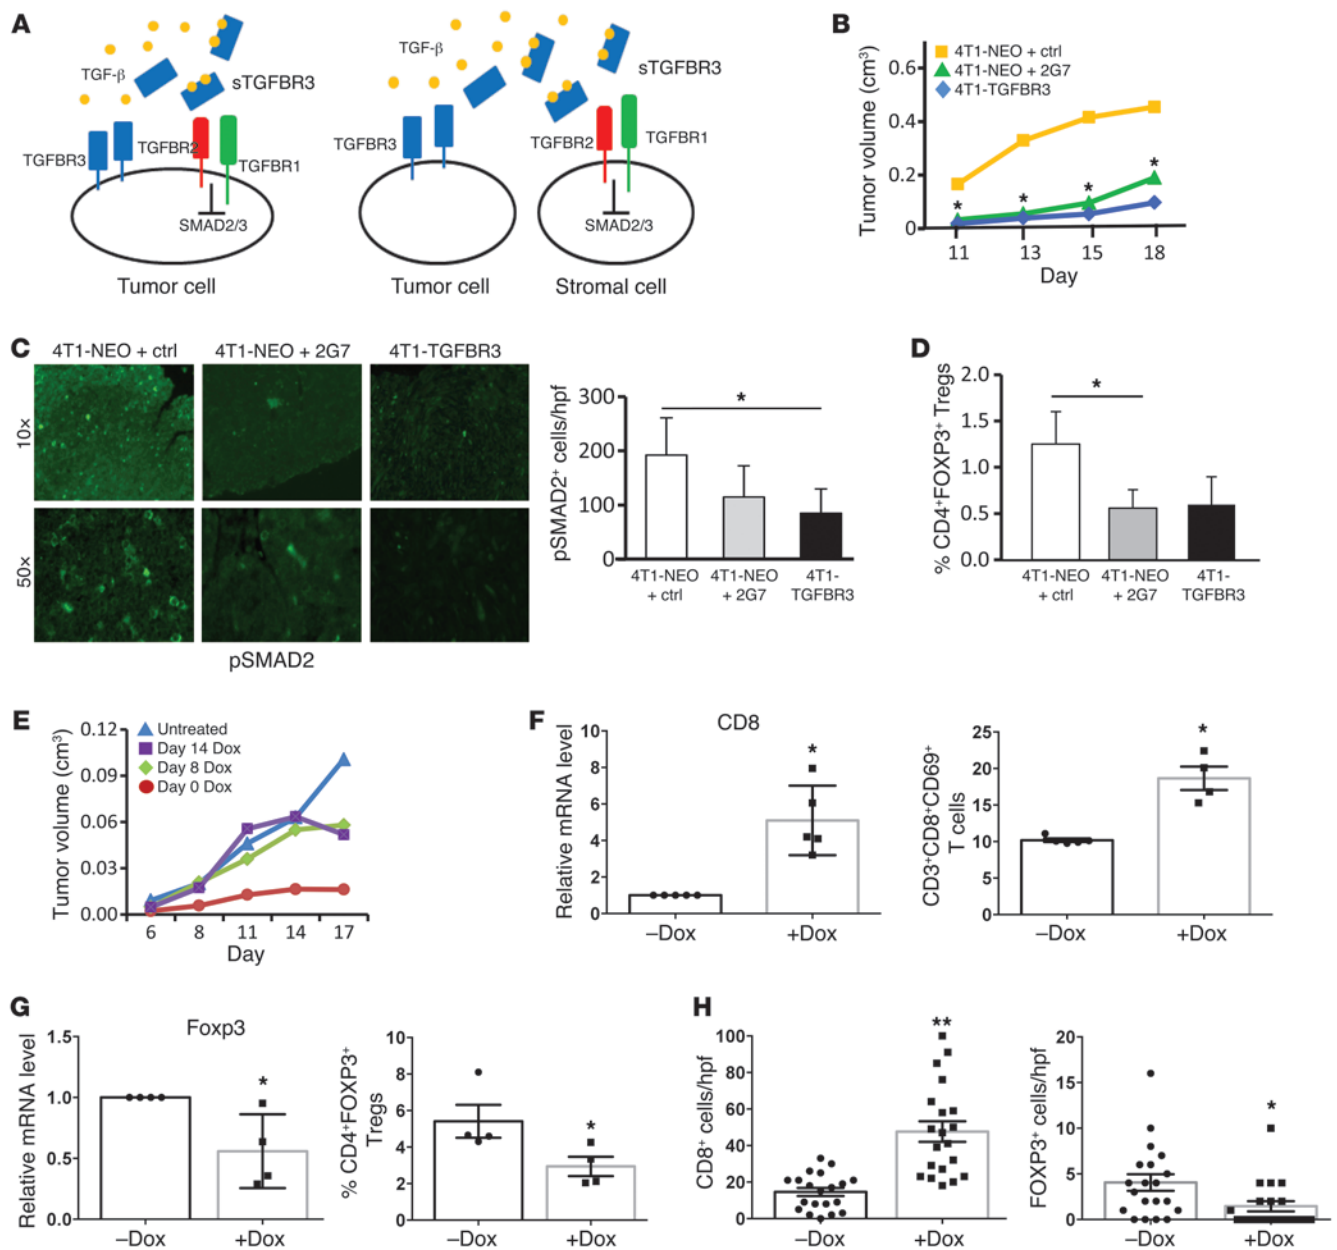 A
TGF-β
sTGFBR3
TGFBR3
TGFBR2
TGFBR1
SMAD2/3
Tumor cell
TGF-β
sTGFBR3
TGFBR3
TGFBR2
TGFBR1
SMAD2/3
Tumor cell
Stromal cell
B
Tumor volume (cm³)
0.6
0.4
0.2
0
4T1-NEO + ctrl
4T1-NEO + 2G7
4T1-TGFBR3
* * * *
11 13 15 18
Day
C
4T1-NEO + ctrl
4T1-NEO + 2G7
4T1-TGFBR3
10x
50x
pSMAD2
pSMAD2⁺ cells/hpf
300
200
100
0
*
4T1-NEO + ctrl
4T1-NEO + 2G7
4T1-TGFBR3
D
% CD4⁺FOXP3⁺ Tregs
2.0
1.5
1.0
0.5
0.0
*
4T1-NEO + ctrl
4T1-NEO + 2G7
4T1-TGFBR3
E
Tumor volume (cm³)
0.12
0.09
0.06
0.03
0.00
Untreated
Day 14 Dox
Day 8 Dox
Day 0 Dox
6 8 11 14 17
Day
F
CD8
Relative mRNA level
10
8
6
4
2
0
*
–Dox +Dox
CD3⁺CD8⁺CD69⁺
T cells
25
20
15
10
5
0
*
–Dox +Dox
G
Foxp3
Relative mRNA level
1.5
1.0
0.5
0.0
*
–Dox +Dox
% CD4⁺FOXP3⁺
Tregs
10
8
6
4
2
0
*
–Dox +Dox
H
CD8⁺ cells/hpf
100
80
60
40
20
0
**
–Dox +Dox
FOXP3⁺ cells/hpf
20
15
10
5
0
*
–Dox +Dox